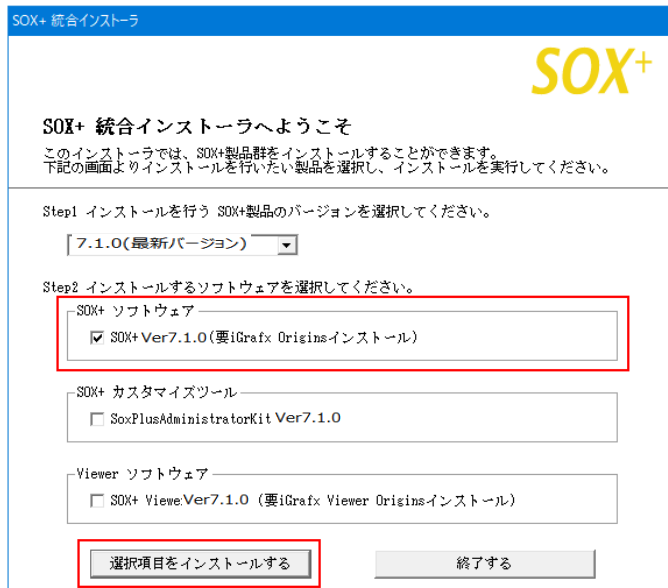 SOX+ 統合インストーラ
SOX+
SOX+ 統合インストーラへようこそ
このインストーラでは、SOX+製品群をインストールすることができます。
下記の画面よりインストールを行いたい製品を選択し、インストールを実行してください。
Step1 インストールを行う SOX+製品のバージョンを選択してください。
7.1.0(最新バージョン)
Step2 インストールするソフトウェアを選択してください。
SOX+ ソフトウェア
SOX+ Ver7.1.0(要iGrafx Originsインストール)
SOX+ カスタマイズツール
SoxPlusAdministratorKit Ver7.1.0
Viewer ソフトウェア
SOX+ Viewe:Ver7.1.0 (要iGrafx Viewer Originsインストール)
選択項目をインストールする
終了する